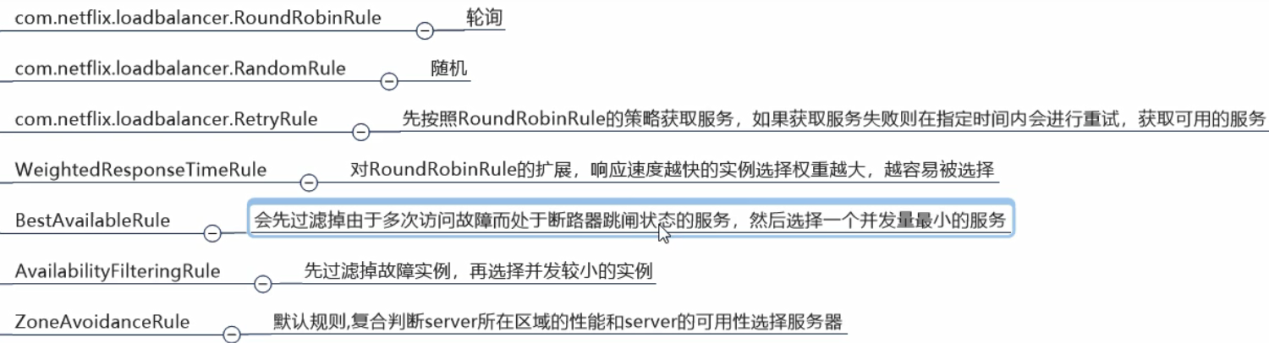 com.netflix.loadbalancer.RoundRobinRule 轮询
com.netflix.loadbalancer.RandomRule 随机
com.netflix.loadbalancer.RetryRule 先按照RoundRobinRule的策略获取服务，如果获取服务失败则在指定时间内会进行重试，获取可用的服务
WeightedResponseTimeRule 对RoundRobinRule的扩展，响应速度越快的实例选择权重越大，越容易被选择
BestAvailableRule 会先过滤掉由于多次访问故障而处于断路器跳闸状态的服务，然后选择一个并发量最小的服务
AvailabilityFilteringRule 先过滤掉故障实例，再选择并发较小的实例
ZoneAvoidanceRule 默认规则,复合判断server所在区域的性能和server的可用性选择服务器